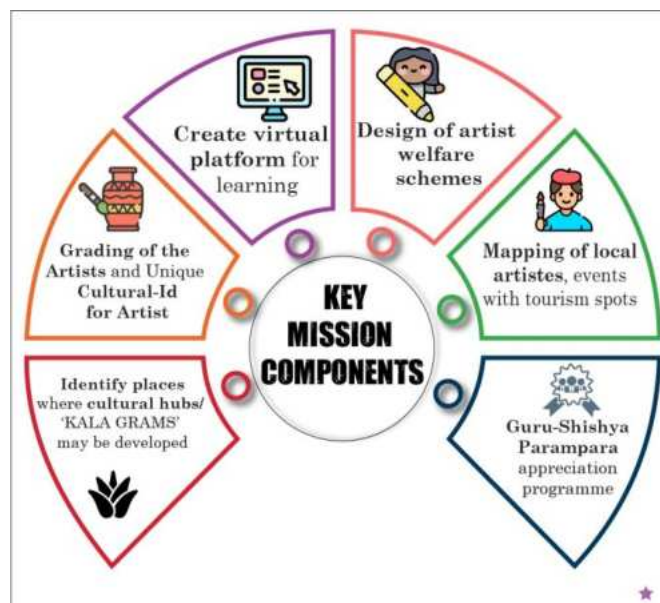 KEY
MISSION
COMPONENTS
Identify places
where cultural hubs/
'KALA GRAMS'
may be developed
Grading of the
Artists and Unique
Cultural-Id
for Artist
Create virtual
platform for
learning
Design of artist
welfare
schemes
Mapping of local
artistes, events
with tourism spots
Guru-Shishya
Parampara
appreciation
programme